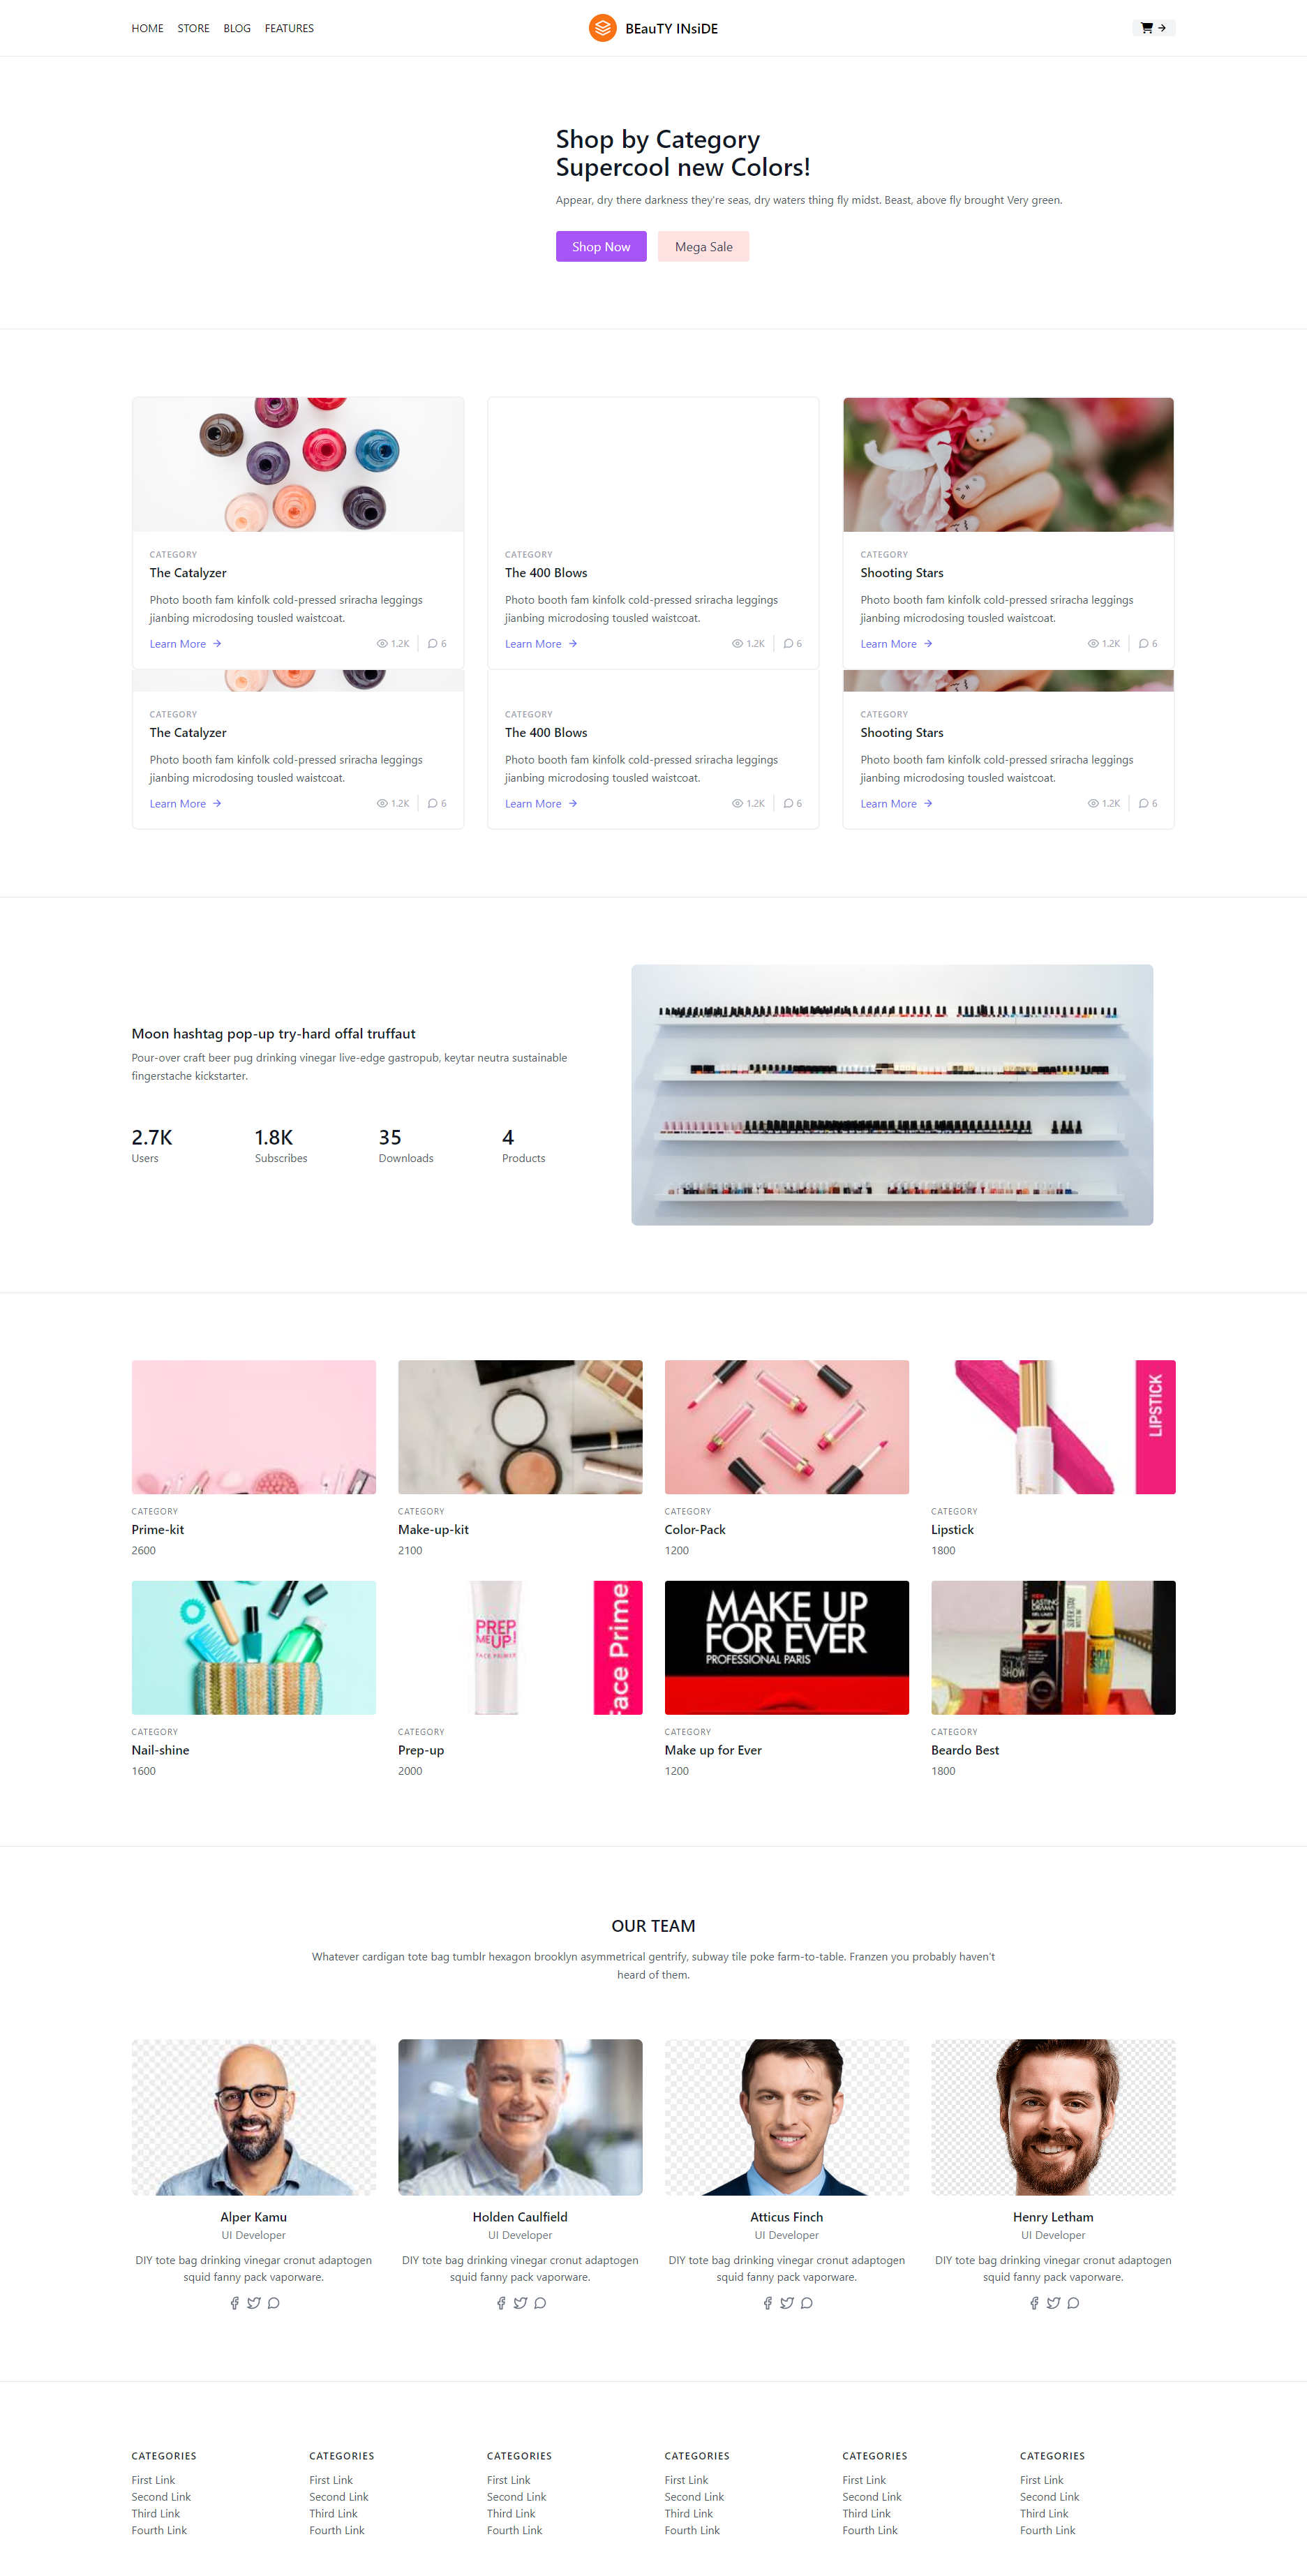 HOME STORE BLOG FEATURES
BEauTY INsiDE
Shop by Category
Supercool new Colors!
Appear, dry there darkness they're seas, dry waters thing fly midst. Beast, above fly brought Very green.
Shop Now
Mega Sale
CATEGORY
The Catalyzer
Photo booth fam kinfolk cold-pressed sriracha leggings
jianbing microdosing tousled waistcoat.
Learn More 1.2K 6
CATEGORY
The 400 Blows
Photo booth fam kinfolk cold-pressed sriracha leggings
jianbing microdosing tousled waistcoat.
Learn More 1.2K 6
CATEGORY
Shooting Stars
Photo booth fam kinfolk cold-pressed sriracha leggings
jianbing microdosing tousled waistcoat.
Learn More 1.2K 6
CATEGORY
The Catalyzer
Photo booth fam kinfolk cold-pressed sriracha leggings
jianbing microdosing tousled waistcoat.
Learn More 1.2K 6
CATEGORY
The 400 Blows
Photo booth fam kinfolk cold-pressed sriracha leggings
jianbing microdosing tousled waistcoat.
Learn More 1.2K 6
CATEGORY
Shooting Stars
Photo booth fam kinfolk cold-pressed sriracha leggings
jianbing microdosing tousled waistcoat.
Learn More 1.2K 6
Moon hashtag pop-up try-hard offal truffaut
Pour-over craft beer pug drinking vinegar live-edge gastropub, keytar neutra sustainable
fingerstache kickstarter.
2.7K
Users
1.8K
Subscribes
35
Downloads
4
Products
CATEGORY
Prime-kit
2600
CATEGORY
Make-up-kit
2100
CATEGORY
Color-Pack
1200
LIPSTICK
CATEGORY
Lipstick
1800
CATEGORY
Nail-shine
1600
PREP
ME UP!
FACE PRIMER
Face Prime
CATEGORY
Prep-up
2000
MAKE UP
FOR EVER
PROFESSIONAL PARIS
CATEGORY
Make up for Ever
1200
LASTING
DRAMA
SHOW
CATEGORY
Beardo Best
1800
OUR TEAM
Whatever cardigan tote bag tumblr hexagon brooklyn asymmetrical gentrify, subway tile poke farm-to-table. Franzen you probably haven't
heard of them.
Alper Kamu
UI Developer
DIY tote bag drinking vinegar cronut adaptogen
squid fanny pack vaporware.
Holden Caulfield
UI Developer
DIY tote bag drinking vinegar cronut adaptogen
squid fanny pack vaporware.
Atticus Finch
UI Developer
DIY tote bag drinking vinegar cronut adaptogen
squid fanny pack vaporware.
Henry Letham
UI Developer
DIY tote bag drinking vinegar cronut adaptogen
squid fanny pack vaporware.
CATEGORIES
First Link
Second Link
Third Link
Fourth Link
CATEGORIES
First Link
Second Link
Third Link
Fourth Link
CATEGORIES
First Link
Second Link
Third Link
Fourth Link
CATEGORIES
First Link
Second Link
Third Link
Fourth Link
CATEGORIES
First Link
Second Link
Third Link
Fourth Link
CATEGORIES
First Link
Second Link
Third Link
Fourth Link